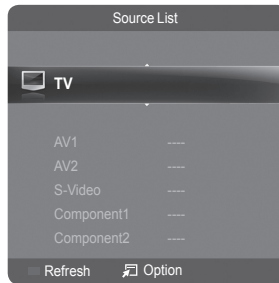 Source List
TV
AV1 ----
AV2 ----
S-Video ----
Component1 ----
Component2 ----
Refresh Option